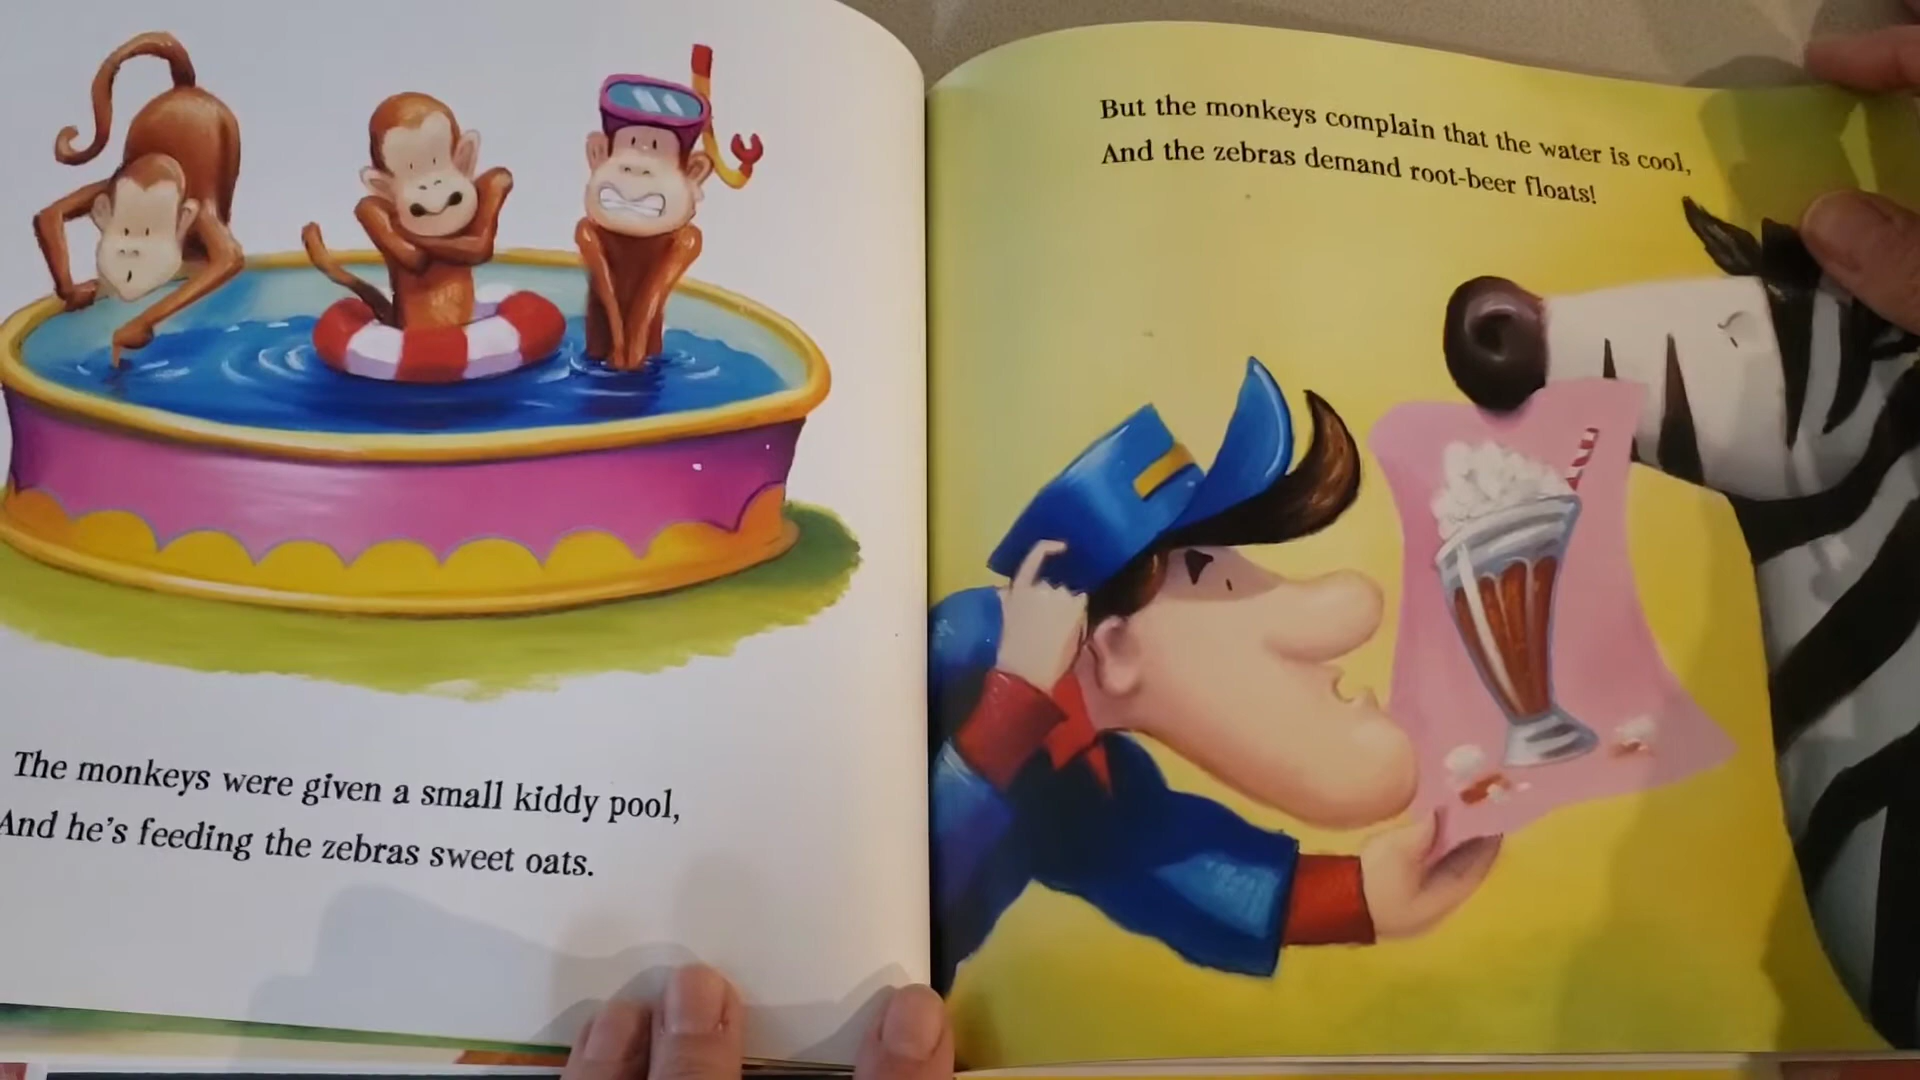 The monkeys were given a small kiddy pool,
And he's feeding the zebras sweet oats.
But the monkeys complain that the water is cool,
And the zebras demand root-beer floats!